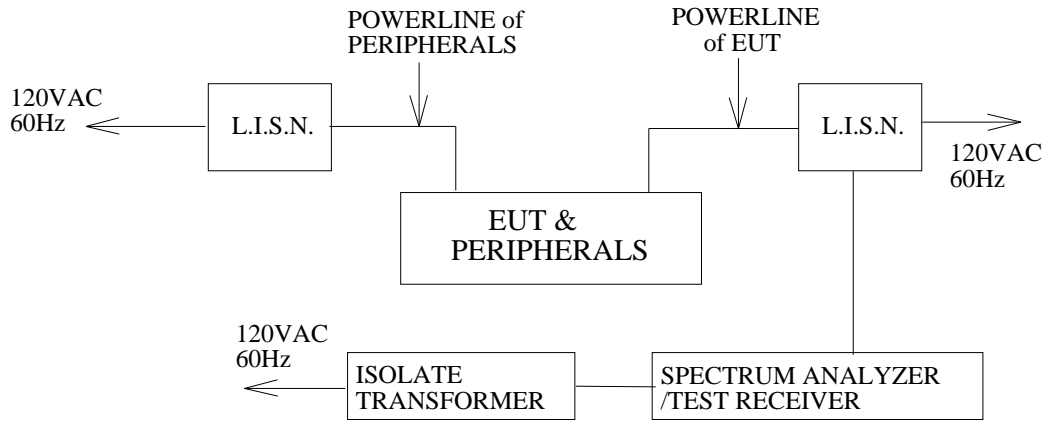 POWERLINE of
PERIPHERALS
POWERLINE
of EUT
120VAC
60Hz
L.I.S.N.
L.I.S.N.
120VAC
60Hz
EUT &
PERIPHERALS
120VAC
60Hz
ISOLATE
TRANSFORMER
SPECTRUM ANALYZER
/TEST RECEIVER